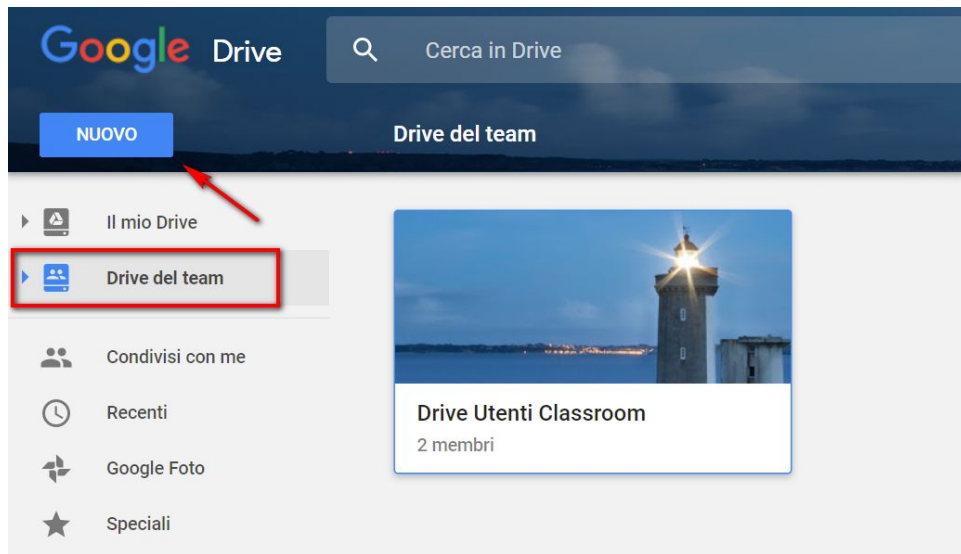 Google Drive
Cerca in Drive
NUOVO
Drive del team
Il mio Drive
Drive del team
Condivisi con me
Recenti
Google Foto
Speciali
Drive Utenti Classroom
2 membri